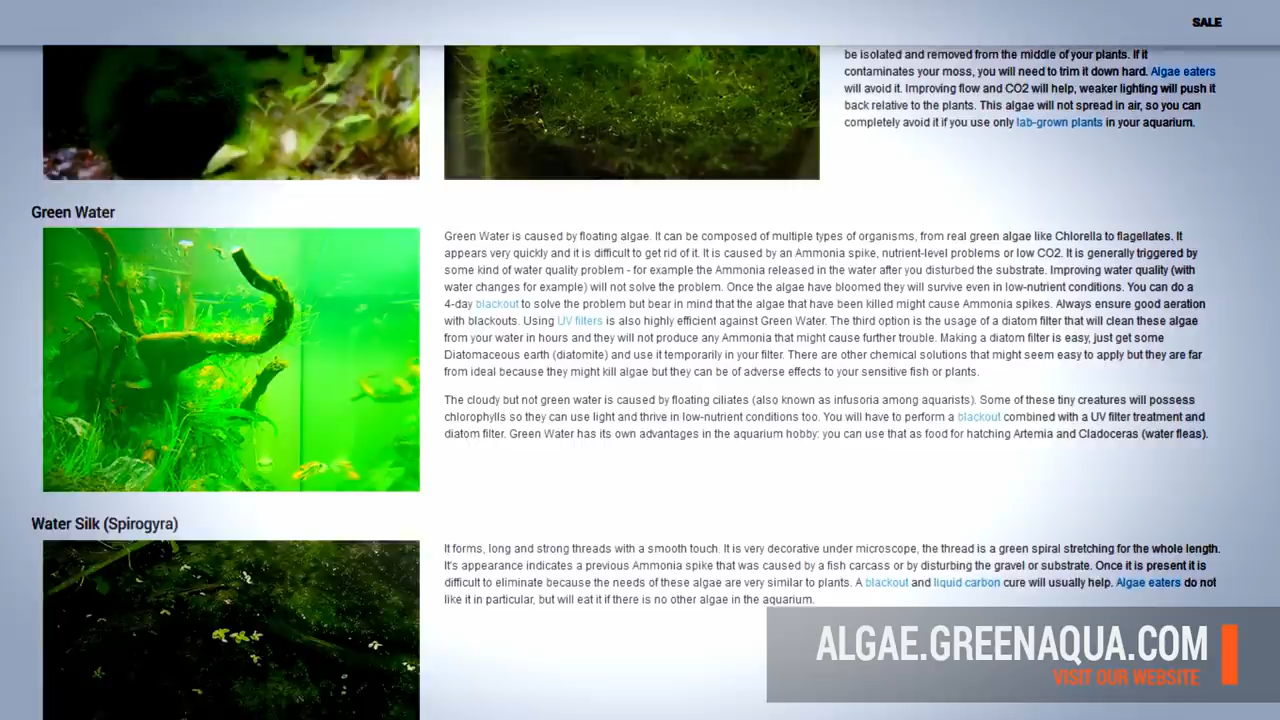 SALE
be isolated and removed from the middle of your plants. If it
contaminates your moss, you will need to trim it down hard. Algae eaters
will avoid it. Improving flow and CO2 will help, weaker lighting will push it
back relative to the plants. This algae will not spread in air, so you can
completely avoid it if you use only lab-grown plants in your aquarium.
Green Water
Green Water is caused by floating algae. It can be composed of multiple types of organisms, from real green algae like Chlorella to flagellates. It
appears very quickly and it is difficult to get rid of it. It is caused by an Ammonia spike, nutrient-level problems or low CO2. It is generally triggered by
some kind of water quality problem - for example the Ammonia released in the water after you disturbed the substrate. Improving water quality (with
water changes for example) will not solve the problem. Once the algae have bloomed they will survive even in low-nutrient conditions. You can do a
4-day blackout to solve the problem but bear in mind that the algae that have been killed might cause Ammonia spikes. Always ensure good aeration
with blackouts. Using UV filters is also highly efficient against Green Water. The third option is the usage of a diatom filter that will clean these algae
from your water in hours and they will not produce any Ammonia that might cause further trouble. Making a diatom filter is easy, just get some
Diatomaceous earth (diatomite) and use it temporarily in your filter. There are other chemical solutions that might seem easy to apply but they are far
from ideal because they might kill algae but they can be of adverse effects to your sensitive fish or plants.
The cloudy but not green water is caused by floating ciliates (also known as infusoria among aquarists). Some of these tiny creatures will possess
chlorophylls so they can use light and thrive in low-nutrient conditions too. You will have to perform a blackout combined with a UV filter treatment and
diatom filter. Green Water has its own advantages in the aquarium hobby: you can use that as food for hatching Artemia and Cladoceras (water fleas).
Water Silk (Spirogyra)
It forms, long and strong threads with a smooth touch. It is very decorative under microscope, the thread is a green spiral stretching for the whole length.
It's appearance indicates a previous Ammonia spike that was caused by a fish carcass or by disturbing the gravel or substrate. Once it is present it is
difficult to eliminate because the needs of these algae are very similar to plants. A blackout and liquid carbon cure will usually help. Algae eaters do not
like it in particular, but will eat it if there is no other algae in the aquarium.
ALGAE.GREENAQUA.COM
VISIT OUR WEBSITE